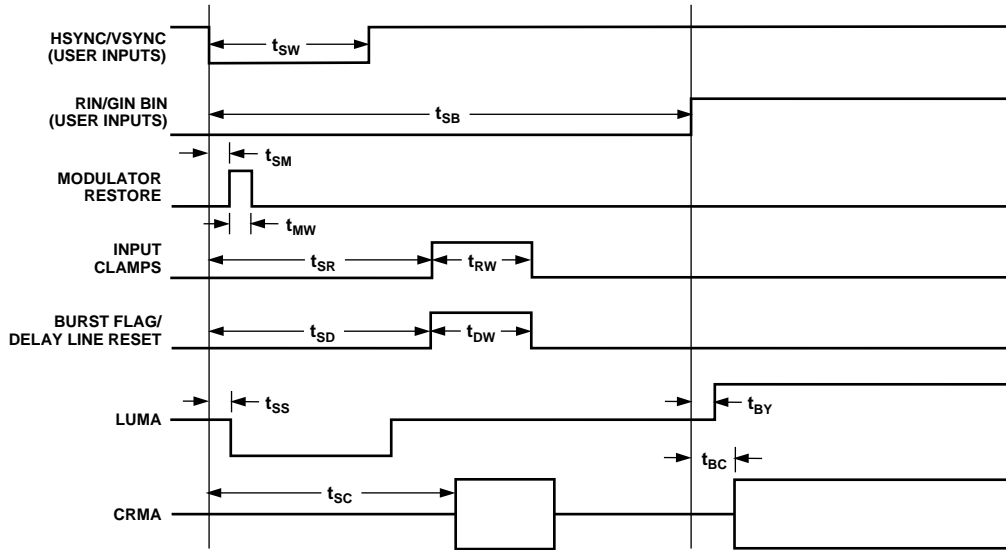 HSYNC/VSYNC
(USER INPUTS)
tSW
RIN/GIN BIN
(USER INPUTS)
tSB
tSM
MODULATOR
RESTORE
tMW
INPUT
CLAMPS
tSR
tRW
BURST FLAG/
DELAY LINE RESET
tSD
tDW
tSS
LUMA
tBY
tBC
tSC
CRMA